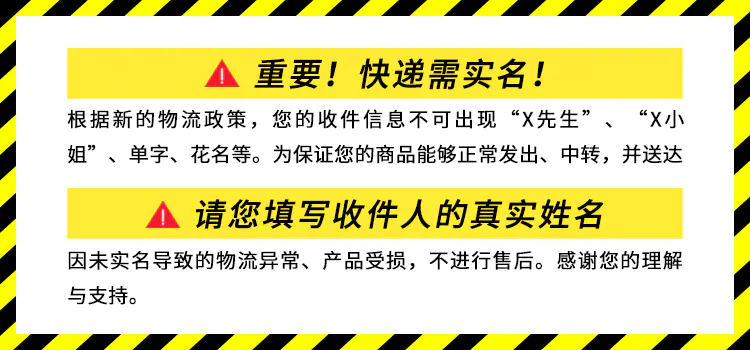 重要！快递需实名！
根据新的物流政策，您的收件信息不可出现“X先生”、“X小
姐”、单字、花名等。为保证您的商品能够正常发出、中转，并送达
请您填写收件人的真实姓名
因未实名导致的物流异常、产品受损，不进行售后。感谢您的理解
与支持。